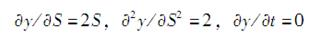 ∂y/∂S=2S, ∂²y/∂S²=2, ∂y/∂t=0